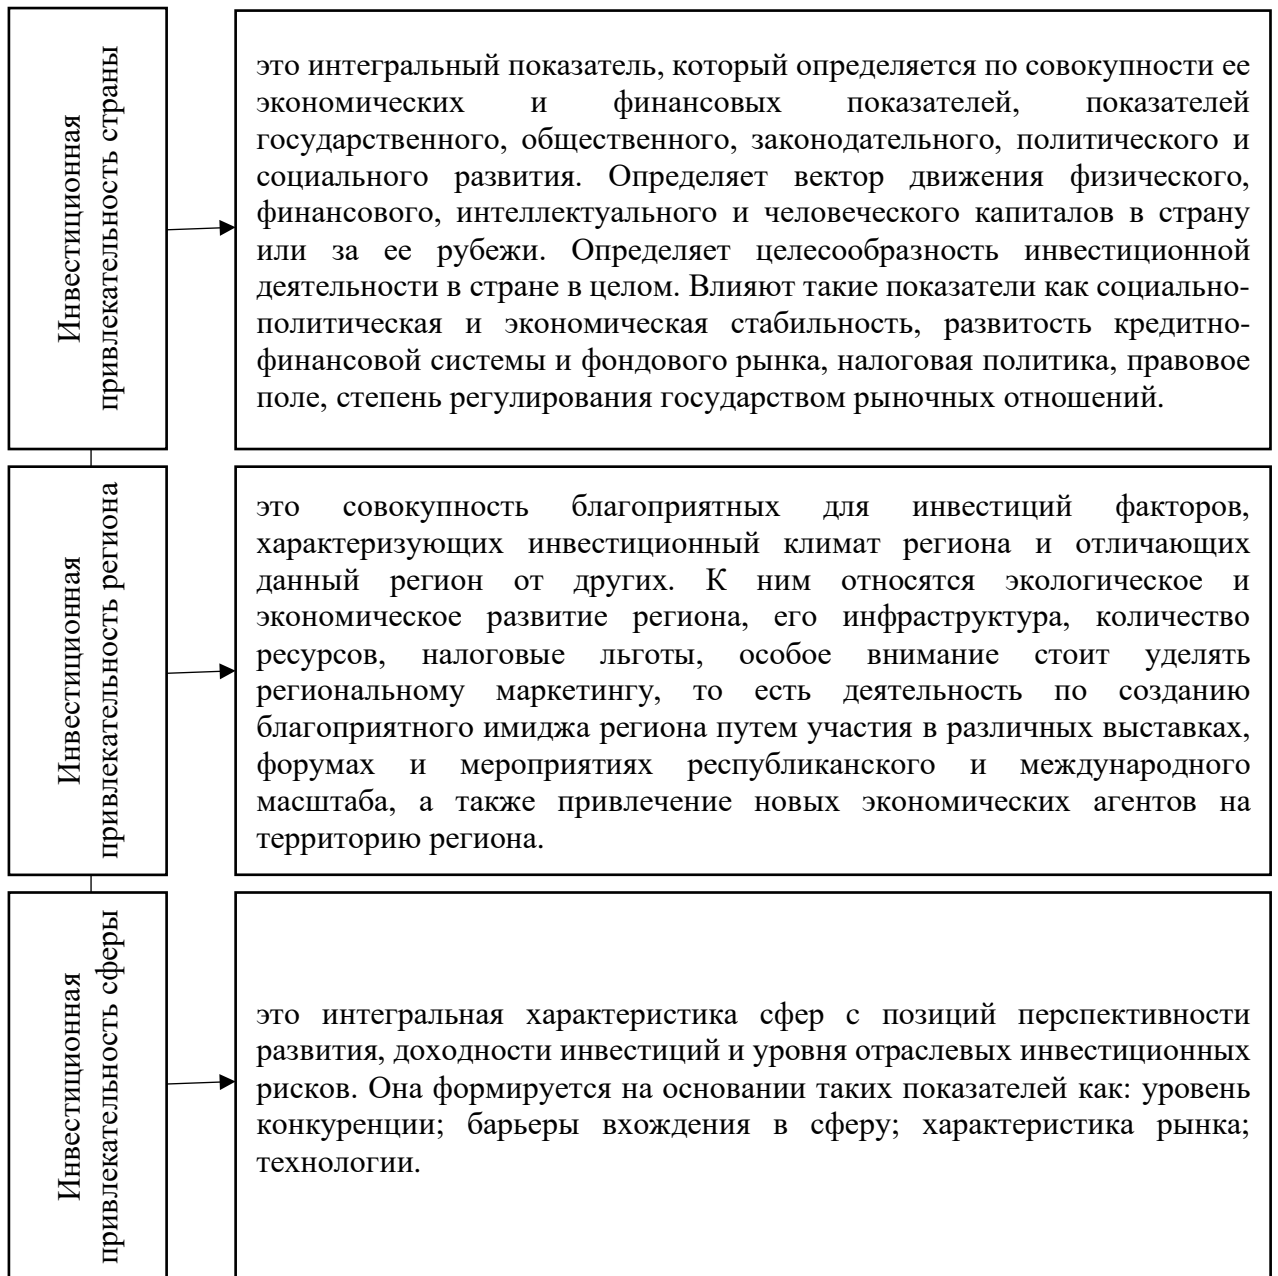 Инвестиционная
привлекательность страны
это интегральный показатель, который определяется по совокупности ее
экономических и финансовых показателей, показателей
государственного, общественного, законодательного, политического и
социального развития. Определяет вектор движения физического,
финансового, интеллектуального и человеческого капиталов в страну
или за ее рубежи. Определяет целесообразность инвестиционной
деятельности в стране в целом. Влияют такие показатели как социально-
политическая и экономическая стабильность, развитость кредитно-
финансовой системы и фондового рынка, налоговая политика, правовое
поле, степень регулирования государством рыночных отношений.
Инвестиционная
привлекательность региона
это совокупность благоприятных для инвестиций факторов,
характеризующих инвестиционный климат региона и отличающих
данный регион от других. К ним относятся экологическое и
экономическое развитие региона, его инфраструктура, количество
ресурсов, налоговые льготы, особое внимание стоит уделять
региональному маркетингу, то есть деятельность по созданию
благоприятного имиджа региона путем участия в различных выставках,
форумах и мероприятиях республиканского и международного
масштаба, а также привлечение новых экономических агентов на
территорию региона.
Инвестиционная
привлекательность сферы
это интегральная характеристика сфер с позиций перспективности
развития, доходности инвестиций и уровня отраслевых инвестиционных
рисков. Она формируется на основании таких показателей как: уровень
конкуренции; барьеры вхождения в сферу; характеристика рынка;
технологии.